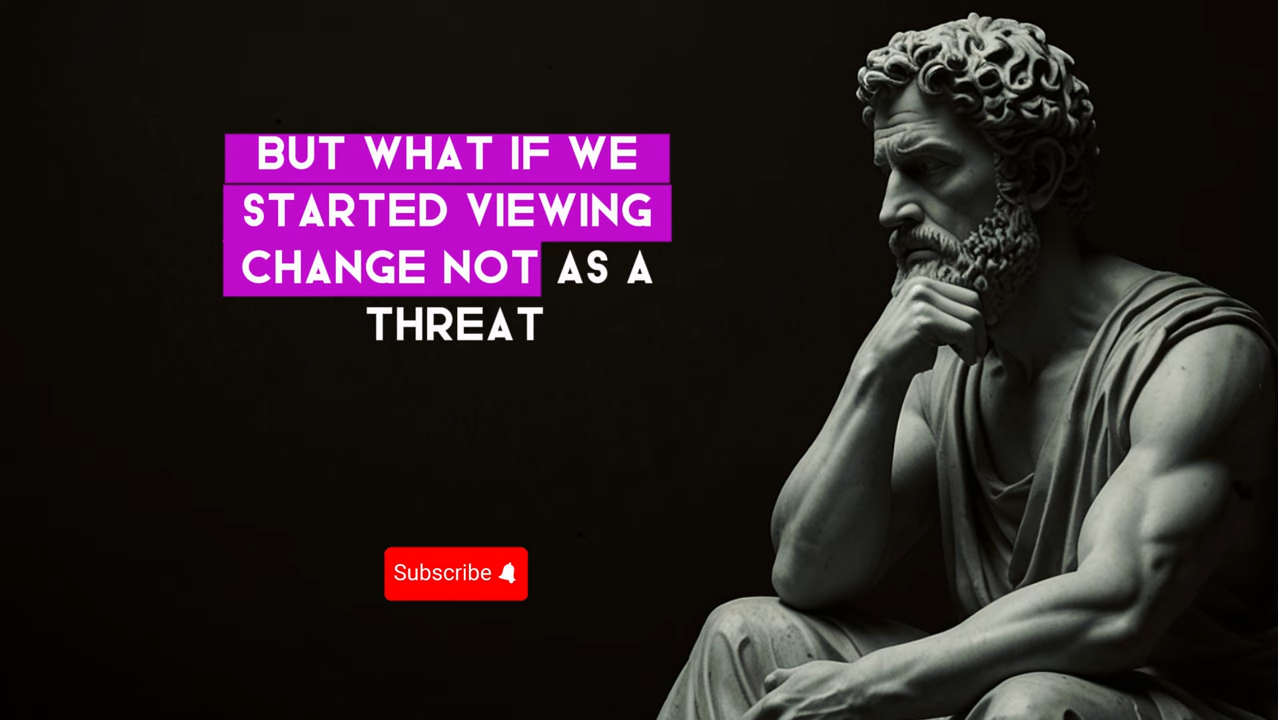 BUT WHAT IF WE
STARTED VIEWING
CHANGE NOT AS A
THREAT
Subscribe